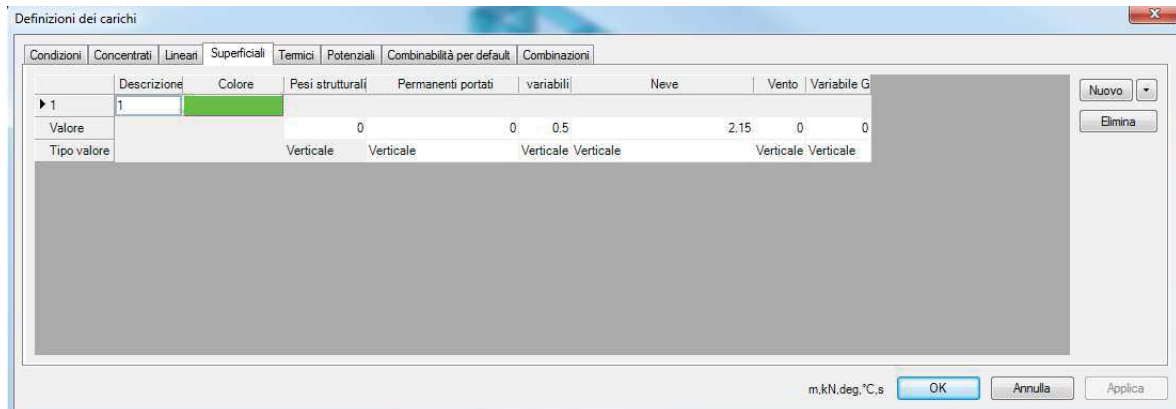 Definizioni dei carichi
x
Condizioni Concentrati Lineari Superficiali Termici Potenziali Combinabilità per default Combinazioni
Descrizione Colore Pesi strutturali Permanenti portati variabili Neve Vento Variabile G
1 1
Valore 0 0 0.5 2.15 0 0
Tipo valore Verticale Verticale Verticale Verticale Verticale Verticale
Nuovo
Elimina
m,kN,deg,°C,s OK Annulla Applica